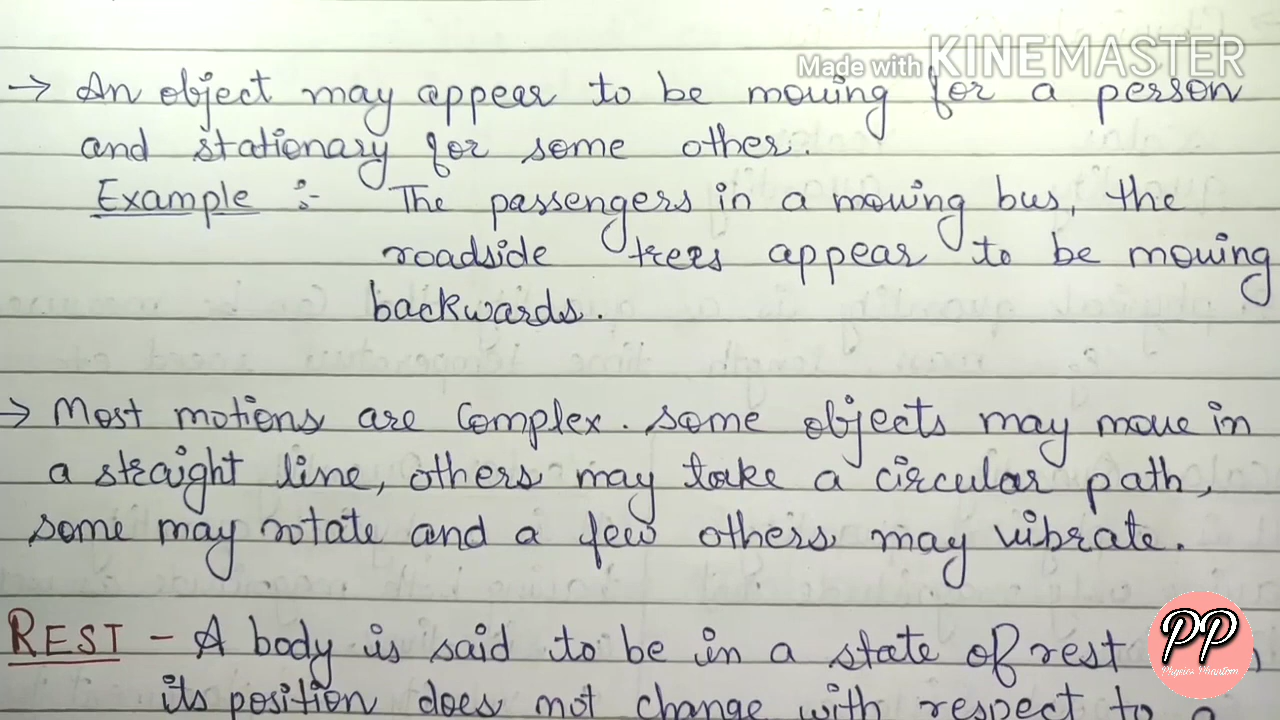 Made with KINEMASTER
→ An object may appear to be moving for a person
and stationary for some other.
Example :- The passengers in a moving bus, the
roadside trees appear to be moving
backwards.
→ Most motions are complex. Some objects may move in
a straight line, others may take a circular path,
some may rotate and a few others may vibrate.
REST - A body is said to be in a state of rest
its position does not change with respect to a
PP
Physics Phantom